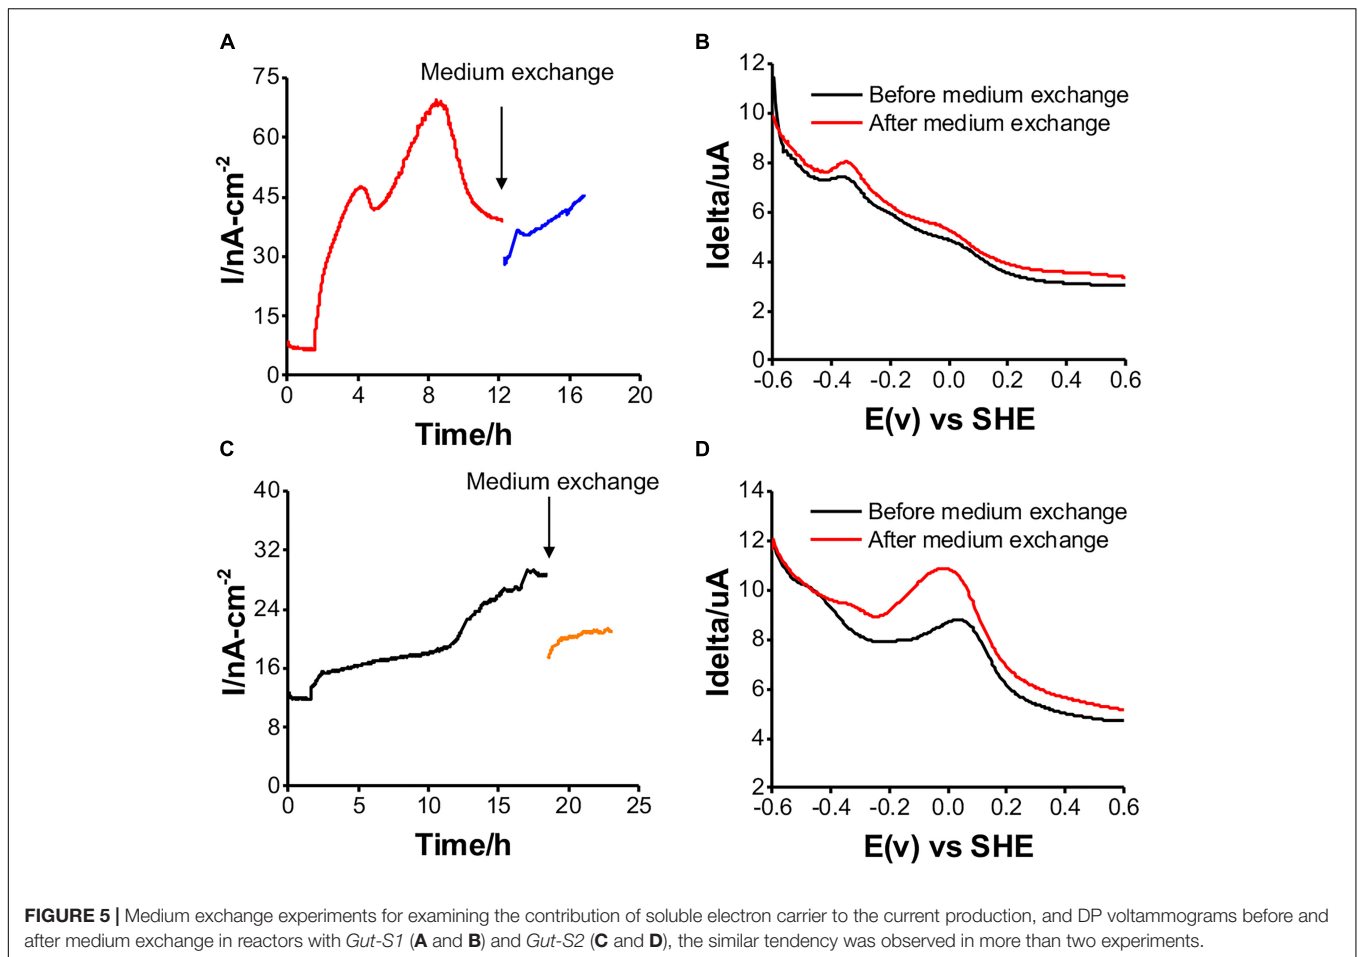 A
Medium exchange
75
60
45
30
15
0
I/nA-cm-2
0 4 8 12 16 20
Time/h
B
Before medium exchange
After medium exchange
12
10
8
6
4
2
0
Idelta/uA
-0.6 -0.4 -0.2 0.0 0.2 0.4 0.6
E(v) vs SHE
C
Medium exchange
40
32
24
16
8
0
I/nA-cm-2
0 5 10 15 20 25
Time/h
D
Before medium exchange
After medium exchange
14
12
10
8
6
4
2
Idelta/uA
-0.6 -0.4 -0.2 0.0 0.2 0.4 0.6
E(v) vs SHE
FIGURE 5 | Medium exchange experiments for examining the contribution of soluble electron carrier to the current production, and DP voltammograms before and
after medium exchange in reactors with Gut-S1 (A and B) and Gut-S2 (C and D), the similar tendency was observed in more than two experiments.